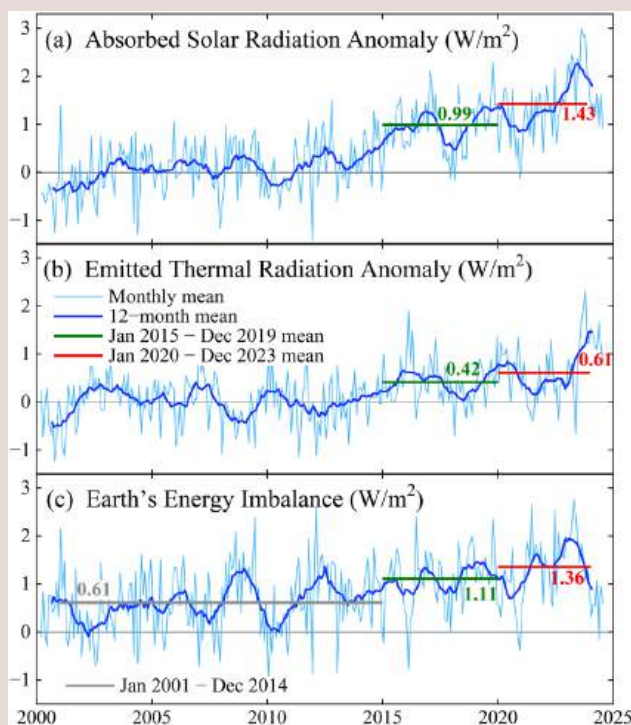 (a) Absorbed Solar Radiation Anomaly (W/m²)
3
2
1
0
−1
0.99
1.43
(b) Emitted Thermal Radiation Anomaly (W/m²)
Monthly mean
12−month mean
Jan 2015 − Dec 2019 mean
Jan 2020 − Dec 2023 mean
3
2
1
0
−1
0.42
0.61
(c) Earth's Energy Imbalance (W/m²)
3
2
1
0
−1
0.61
1.11
1.36
Jan 2001 − Dec 2014
2000 2005 2010 2015 2020 2025